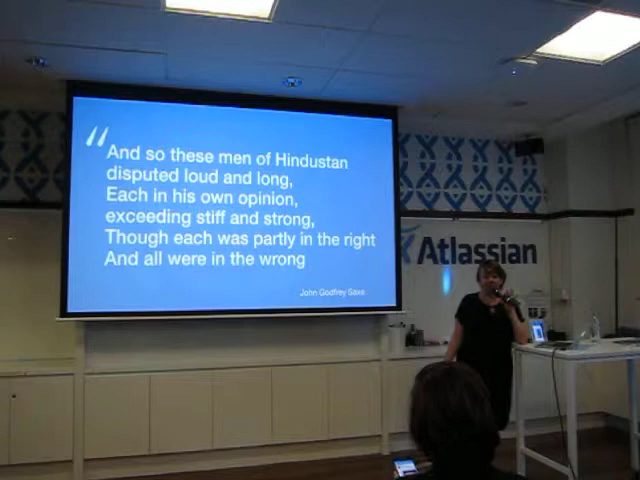 “
And so these men of Hindustan
disputed loud and long,
Each in his own opinion,
exceeding stiff and strong,
Though each was partly in the right
And all were in the wrong
John Godfrey Saxe
Atlassian